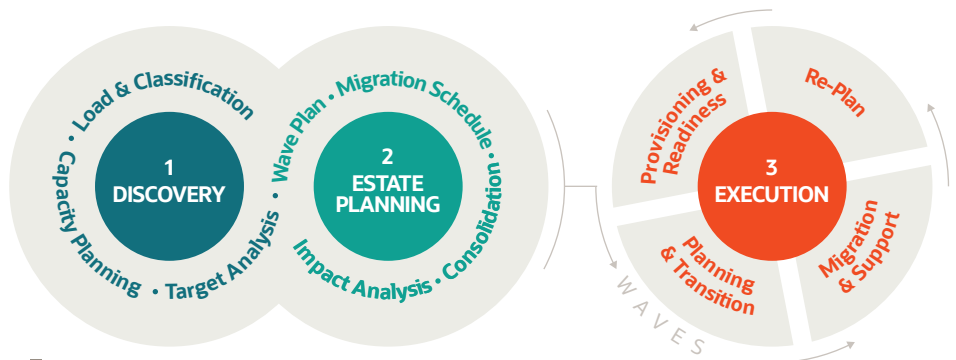 Load & Classification
Capacity Planning
Target Analysis
1
DISCOVERY
Wave Plan • Migration Schedule • Consolidation
Impact Analysis
2
ESTATE
PLANNING
Provisioning &
Readiness
Re-Plan
3
EXECUTION
Planning
& Transition
Migration
& Support
WAVES